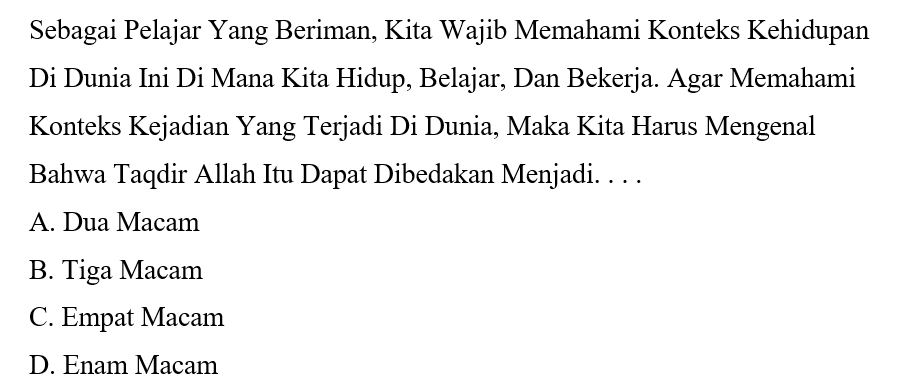 Sebagai Pelajar Yang Beriman, Kita Wajib Memahami Konteks Kehidupan
Di Dunia Ini Di Mana Kita Hidup, Belajar, Dan Bekerja. Agar Memahami
Konteks Kejadian Yang Terjadi Di Dunia, Maka Kita Harus Mengenal
Bahwa Taqdir Allah Itu Dapat Dibedakan Menjadi. . . .
A. Dua Macam
B. Tiga Macam
C. Empat Macam
D. Enam Macam